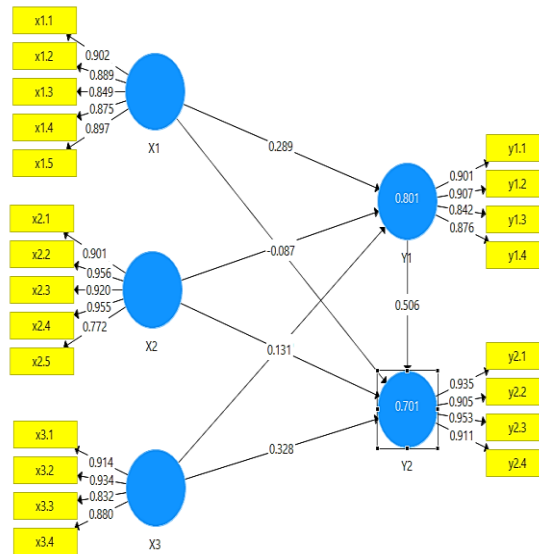 x1.1
x1.2
x1.3
x1.4
x1.5
0.902
0.889
0.849
0.875
0.897
X1
x2.1
x2.2
x2.3
x2.4
x2.5
0.901
0.956
0.920
0.955
0.772
X2
x3.1
x3.2
x3.3
x3.4
0.914
0.934
0.832
0.880
X3
0.289
-0.087
0.131
0.328
0.506
0.801
Y1
0.901
0.907
0.842
0.876
y1.1
y1.2
y1.3
y1.4
0.701
Y2
0.935
0.905
0.953
0.911
y2.1
y2.2
y2.3
y2.4